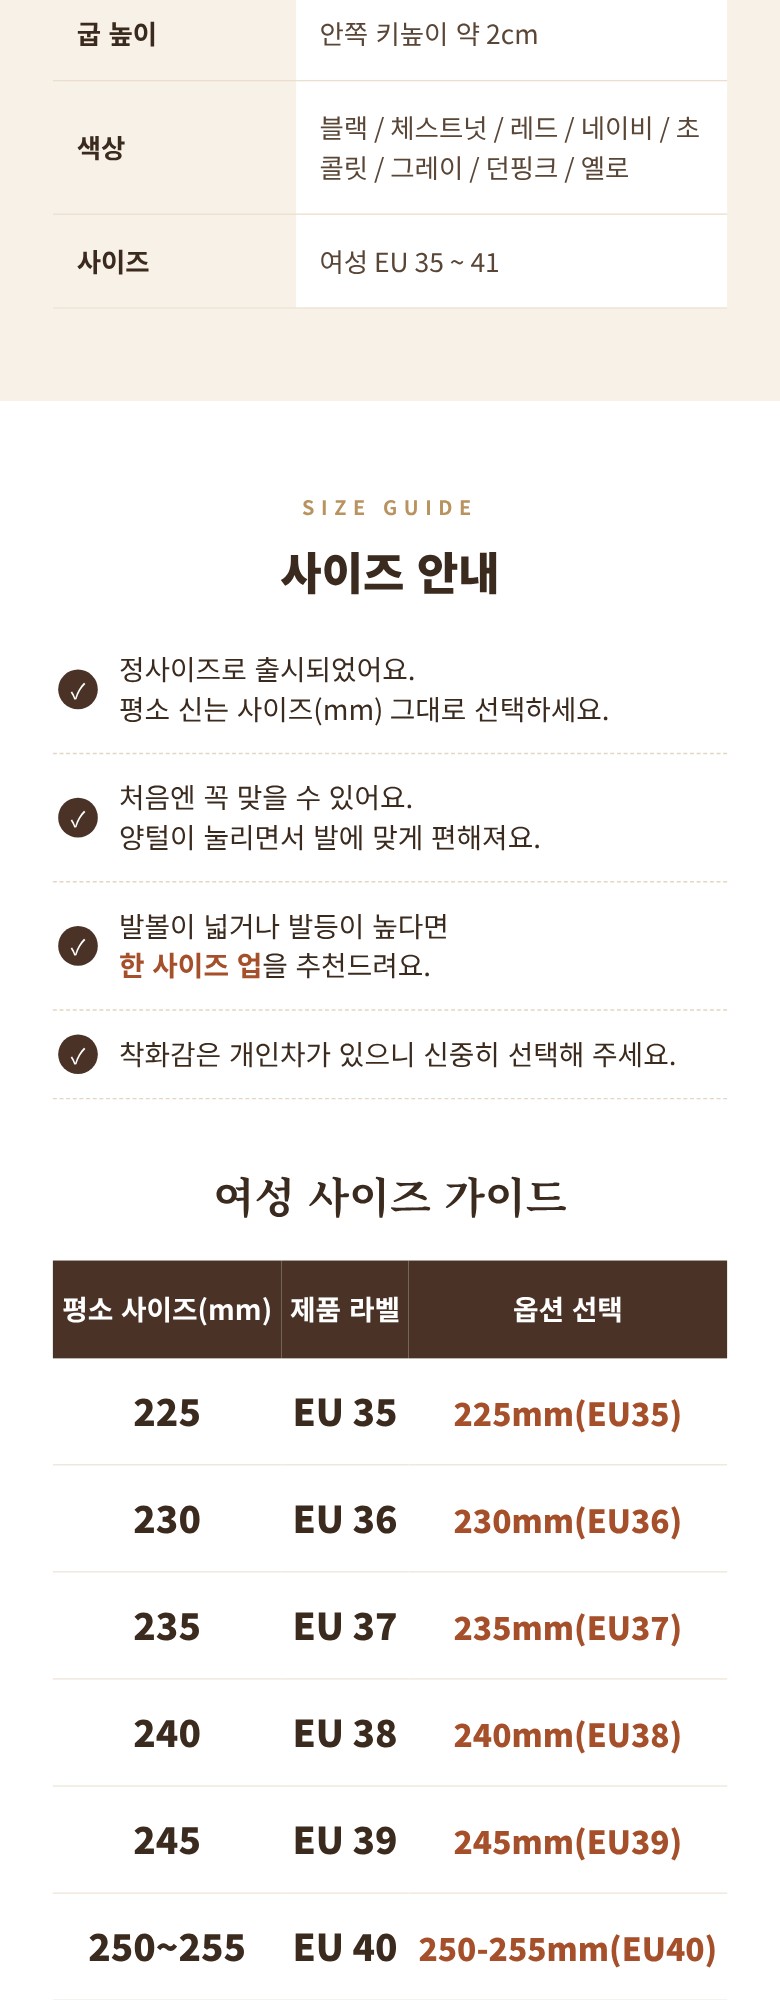 굽 높이
안쪽 키높이 약 2cm
색상
블랙 / 체스트넛 / 레드 / 네이비 / 초
콜릿 / 그레이 / 던핑크 / 옐로
사이즈
여성 EU 35 ~ 41
SIZE GUIDE
사이즈 안내
✓ 정사이즈로 출시되었어요.
평소 신는 사이즈(mm) 그대로 선택하세요.
✓ 처음엔 꼭 맞을 수 있어요.
양털이 눌리면서 발에 맞게 편해져요.
✓ 발볼이 넓거나 발등이 높다면
한 사이즈 업을 추천드려요.
✓ 착화감은 개인차가 있으니 신중히 선택해 주세요.
여성 사이즈 가이드
평소 사이즈(mm) 제품 라벨 옵션 선택
225 EU 35 225mm(EU35)
230 EU 36 230mm(EU36)
235 EU 37 235mm(EU37)
240 EU 38 240mm(EU38)
245 EU 39 245mm(EU39)
250~255 EU 40 250-255mm(EU40)